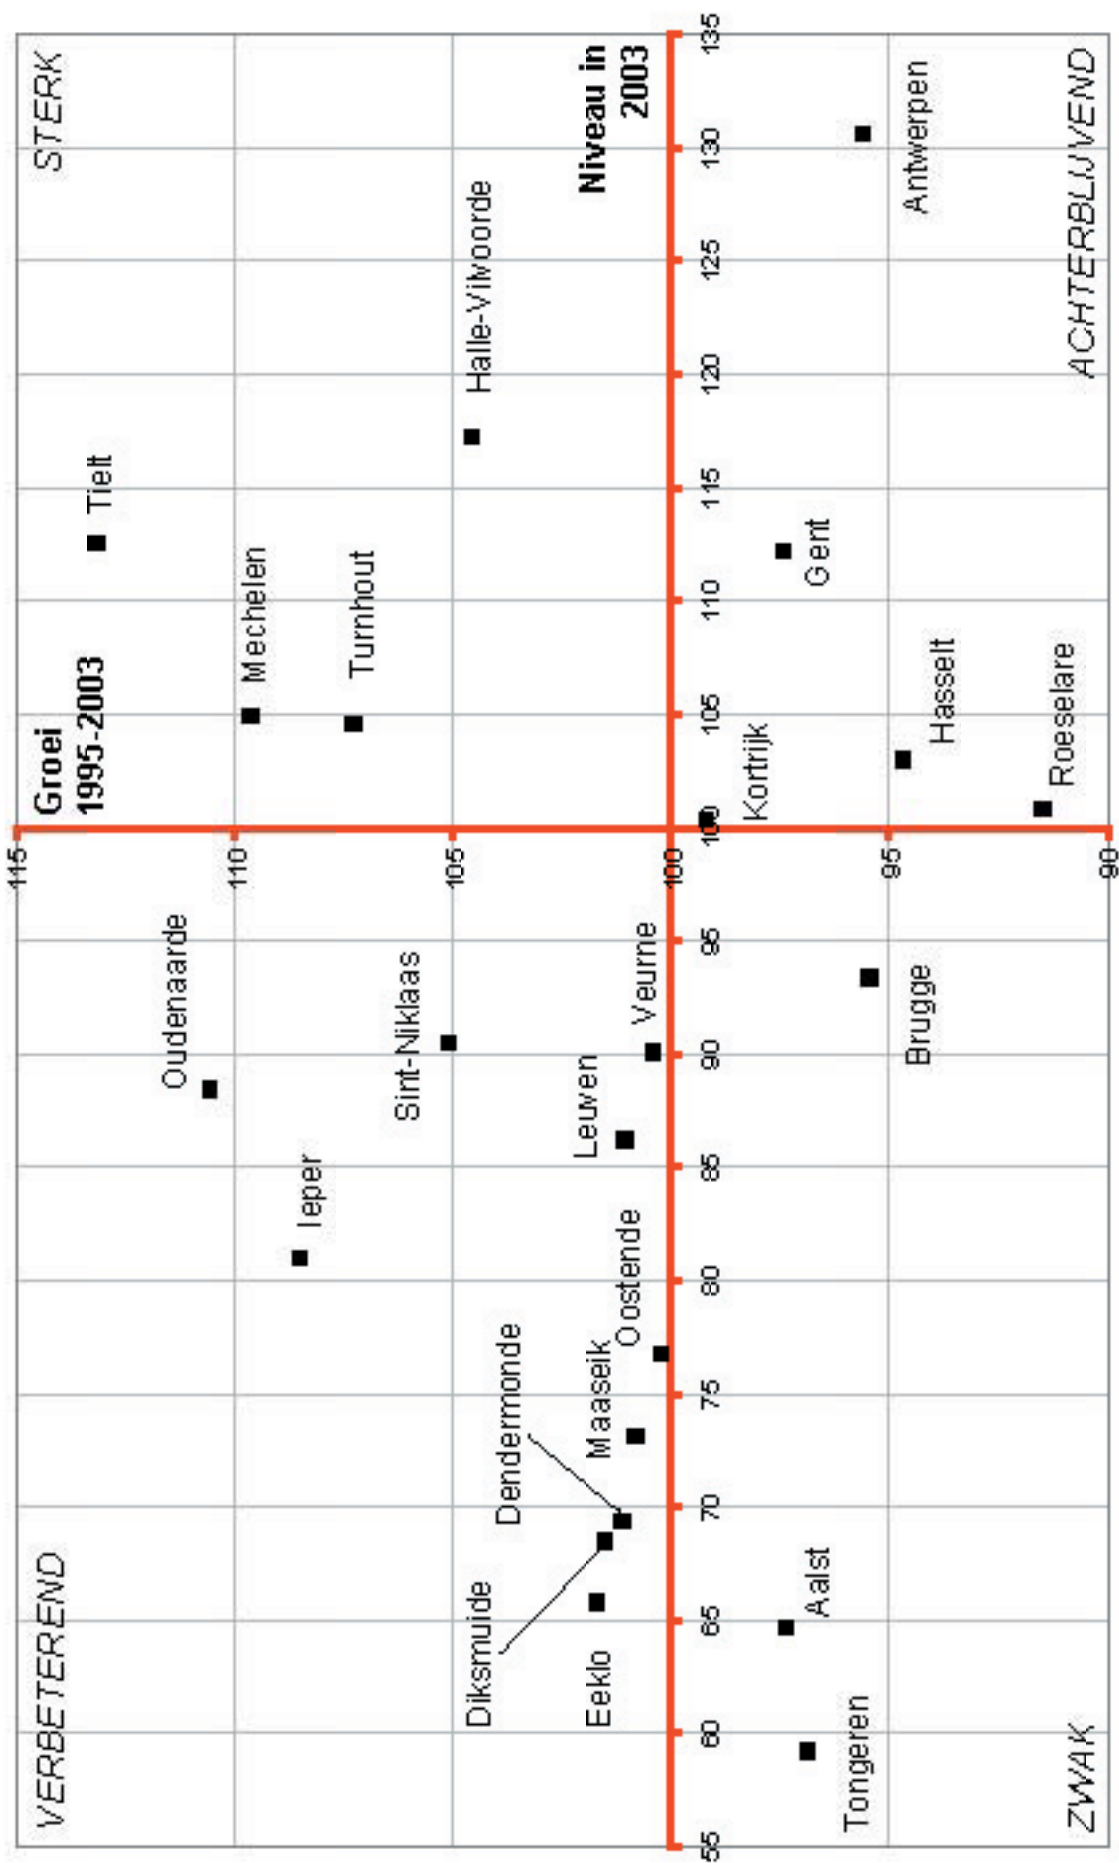 VERBETEREND
STERK
Groei
1995-2003
Tielt
Oudenaarde
Mechelen
Ieper
Turnhout
Sint-Niklaas
Halle-Vilvoorde
Diksmuide
Dendermonde
Eeklo
Maaseik
Oostende
Leuven
Veurne
Niveau in
2003
115
110
105
100
95
90
55
60
65
70
75
80
85
90
95
100
105
110
115
120
125
130
135
Kortrijk
Aalst
Gent
Tongeren
Brugge
Hasselt
Antwerpen
Roeselare
ZWAK
ACHTERBLIJVEND